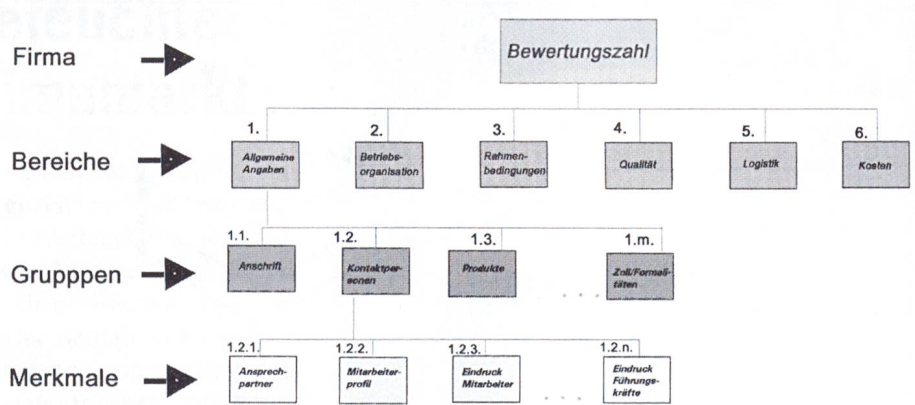 Firma
Bewertungszahl
1. 2. 3. 4. 5. 6.
Bereiche
Allgemeine
Angaben
Betriebs-
organisation
Rahmen-
bedingungen
Qualität
Logistik
Kosten
1.1. 1.2. 1.3. 1.m.
Grupppen
Anschrift
Kontaktper-
sonen
Produkte
. . .
Zoll/Formali-
täten
1.2.1. 1.2.2. 1.2.3. 1.2.n.
Merkmale
Ansprech-
partner
Mitarbeiter-
profil
Eindruck
Mitarbeiter
. . .
Eindruck
Führungs-
kräfte